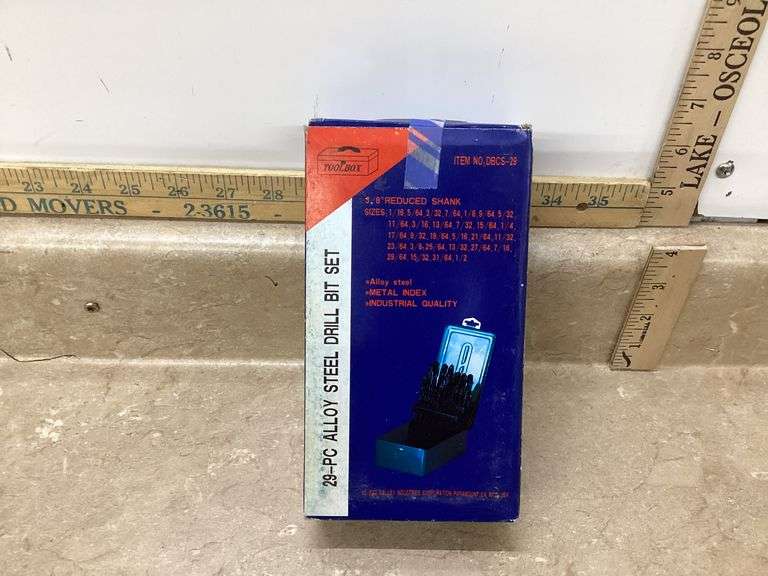 TOOLBOX
ITEM NO,DBCS-29
3/8"REDUCED SHANK
SIZES:1/16 5/64 3/32 7/64 1/8 9/64 5/32
11/64 3/16, 13/64 7/32 15/64 1/4
17/64 9/32 19/64 5/16 21/64 11/32
23/64 3/8 25/64 13/32 27/64 7/16
29/64 15/32 31/64 1/2
»Alloy steel
»METAL INDEX
»INDUSTRIAL QUALITY
29-PC ALLOY STEEL DRILL BIT SET
23 24 25 26 27 28 34 35
D MOVERS - 2-3615
LAKE - OSCEOL
5 6 7 8 9
1 2 3 4